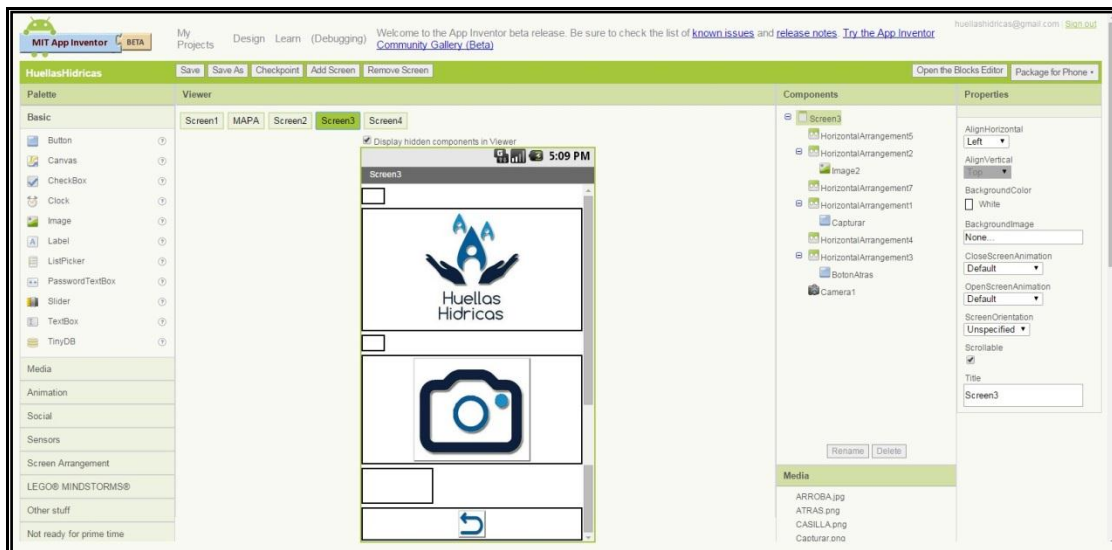 huellashidricas@gmail.com Sign out
MIT App Inventor BETA
My Projects Design Learn (Debugging)
Welcome to the App Inventor beta release. Be sure to check the list of known issues and release notes. Try the App Inventor
Community Gallery (Beta)
HuellasHidricas
Save Save As Checkpoint Add Screen Remove Screen
Open the Blocks Editor Package for Phone
Palette
Basic
Button
Canvas
CheckBox
Clock
Image
Label
ListPicker
PasswordTextBox
Slider
TextBox
TinyDB
Media
Animation
Social
Sensors
Screen Arrangement
LEGO® MINDSTORMS®
Other stuff
Not ready for prime time
Viewer
Screen1 MAPA Screen2 Screen3 Screen4
Display hidden components in Viewer
5:09 PM
Screen3
Huellas
Hidricas
Components
Screen3
HorizontalArrangement5
HorizontalArrangement2
Image2
HorizontalArrangement7
HorizontalArrangement1
Capturar
HorizontalArrangement4
HorizontalArrangement3
BotonAtras
Camera1
Rename Delete
Media
ARROBA.jpg
ATRAS.png
CASILLA.png
Capturar.png
Properties
AlignHorizontal
Left
AlignVertical
Top
BackgroundColor
White
BackgroundImage
None...
CloseScreenAnimation
Default
OpenScreenAnimation
Default
ScreenOrientation
Unspecified
Scrollable
Title
Screen3